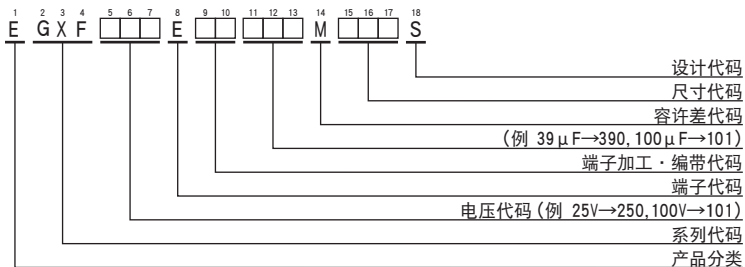 1 2 3 4 5 6 7 8 9 10 11 12 13 14 15 16 17 18
E G X F □□□ E □□ □□□ M □□□ S
设计代码
尺寸代码
容许差代码
(例 39μF→390, 100μF→101)
端子加工・编带代码
端子代码
电压代码(例 25V→250, 100V→101)
系列代码
产品分类